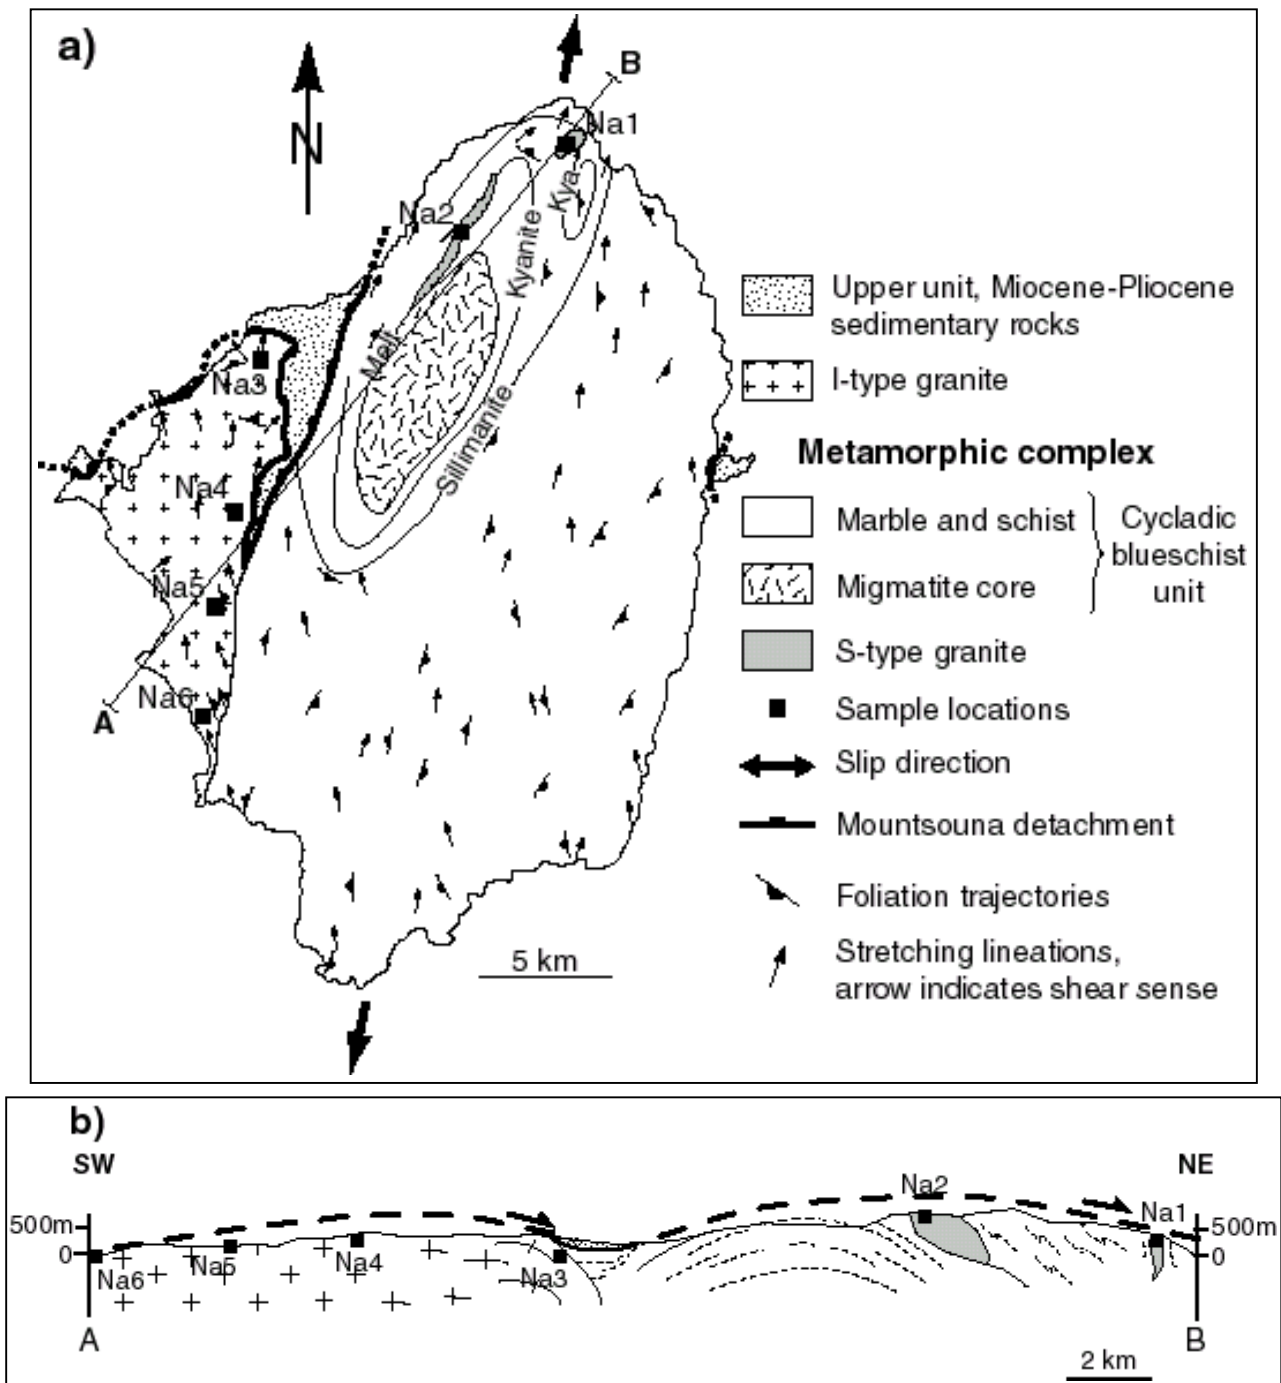 a)
B
N
Na1
Kya
Na2
Kyanite
Melt
Na3
Sillimanite
Na4
Na5
Na6
A
5 km
Upper unit, Miocene-Pliocene
sedimentary rocks
I-type granite
Metamorphic complex
Marble and schist
Migmatite core
Cycladic
blueschist
unit
S-type granite
Sample locations
Slip direction
Mountsouna detachment
Foliation trajectories
Stretching lineations,
arrow indicates shear sense
b)
SW
NE
500m
0
Na6
Na5
Na4
Na3
Na2
Na1
500m
0
A
B
2 km